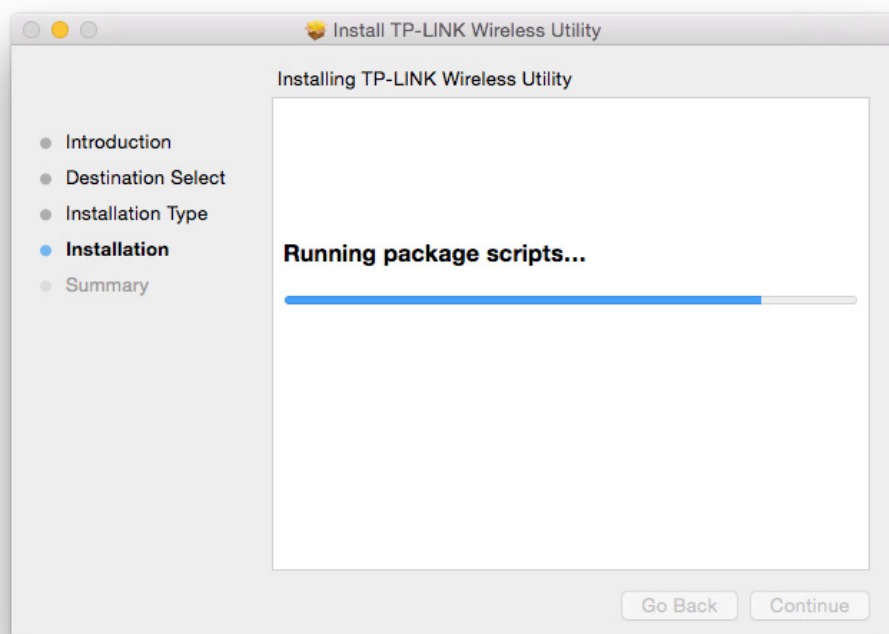 Install TP-LINK Wireless Utility
Installing TP-LINK Wireless Utility
Introduction
Destination Select
Installation Type
Installation
Summary
Running package scripts...
Go Back
Continue